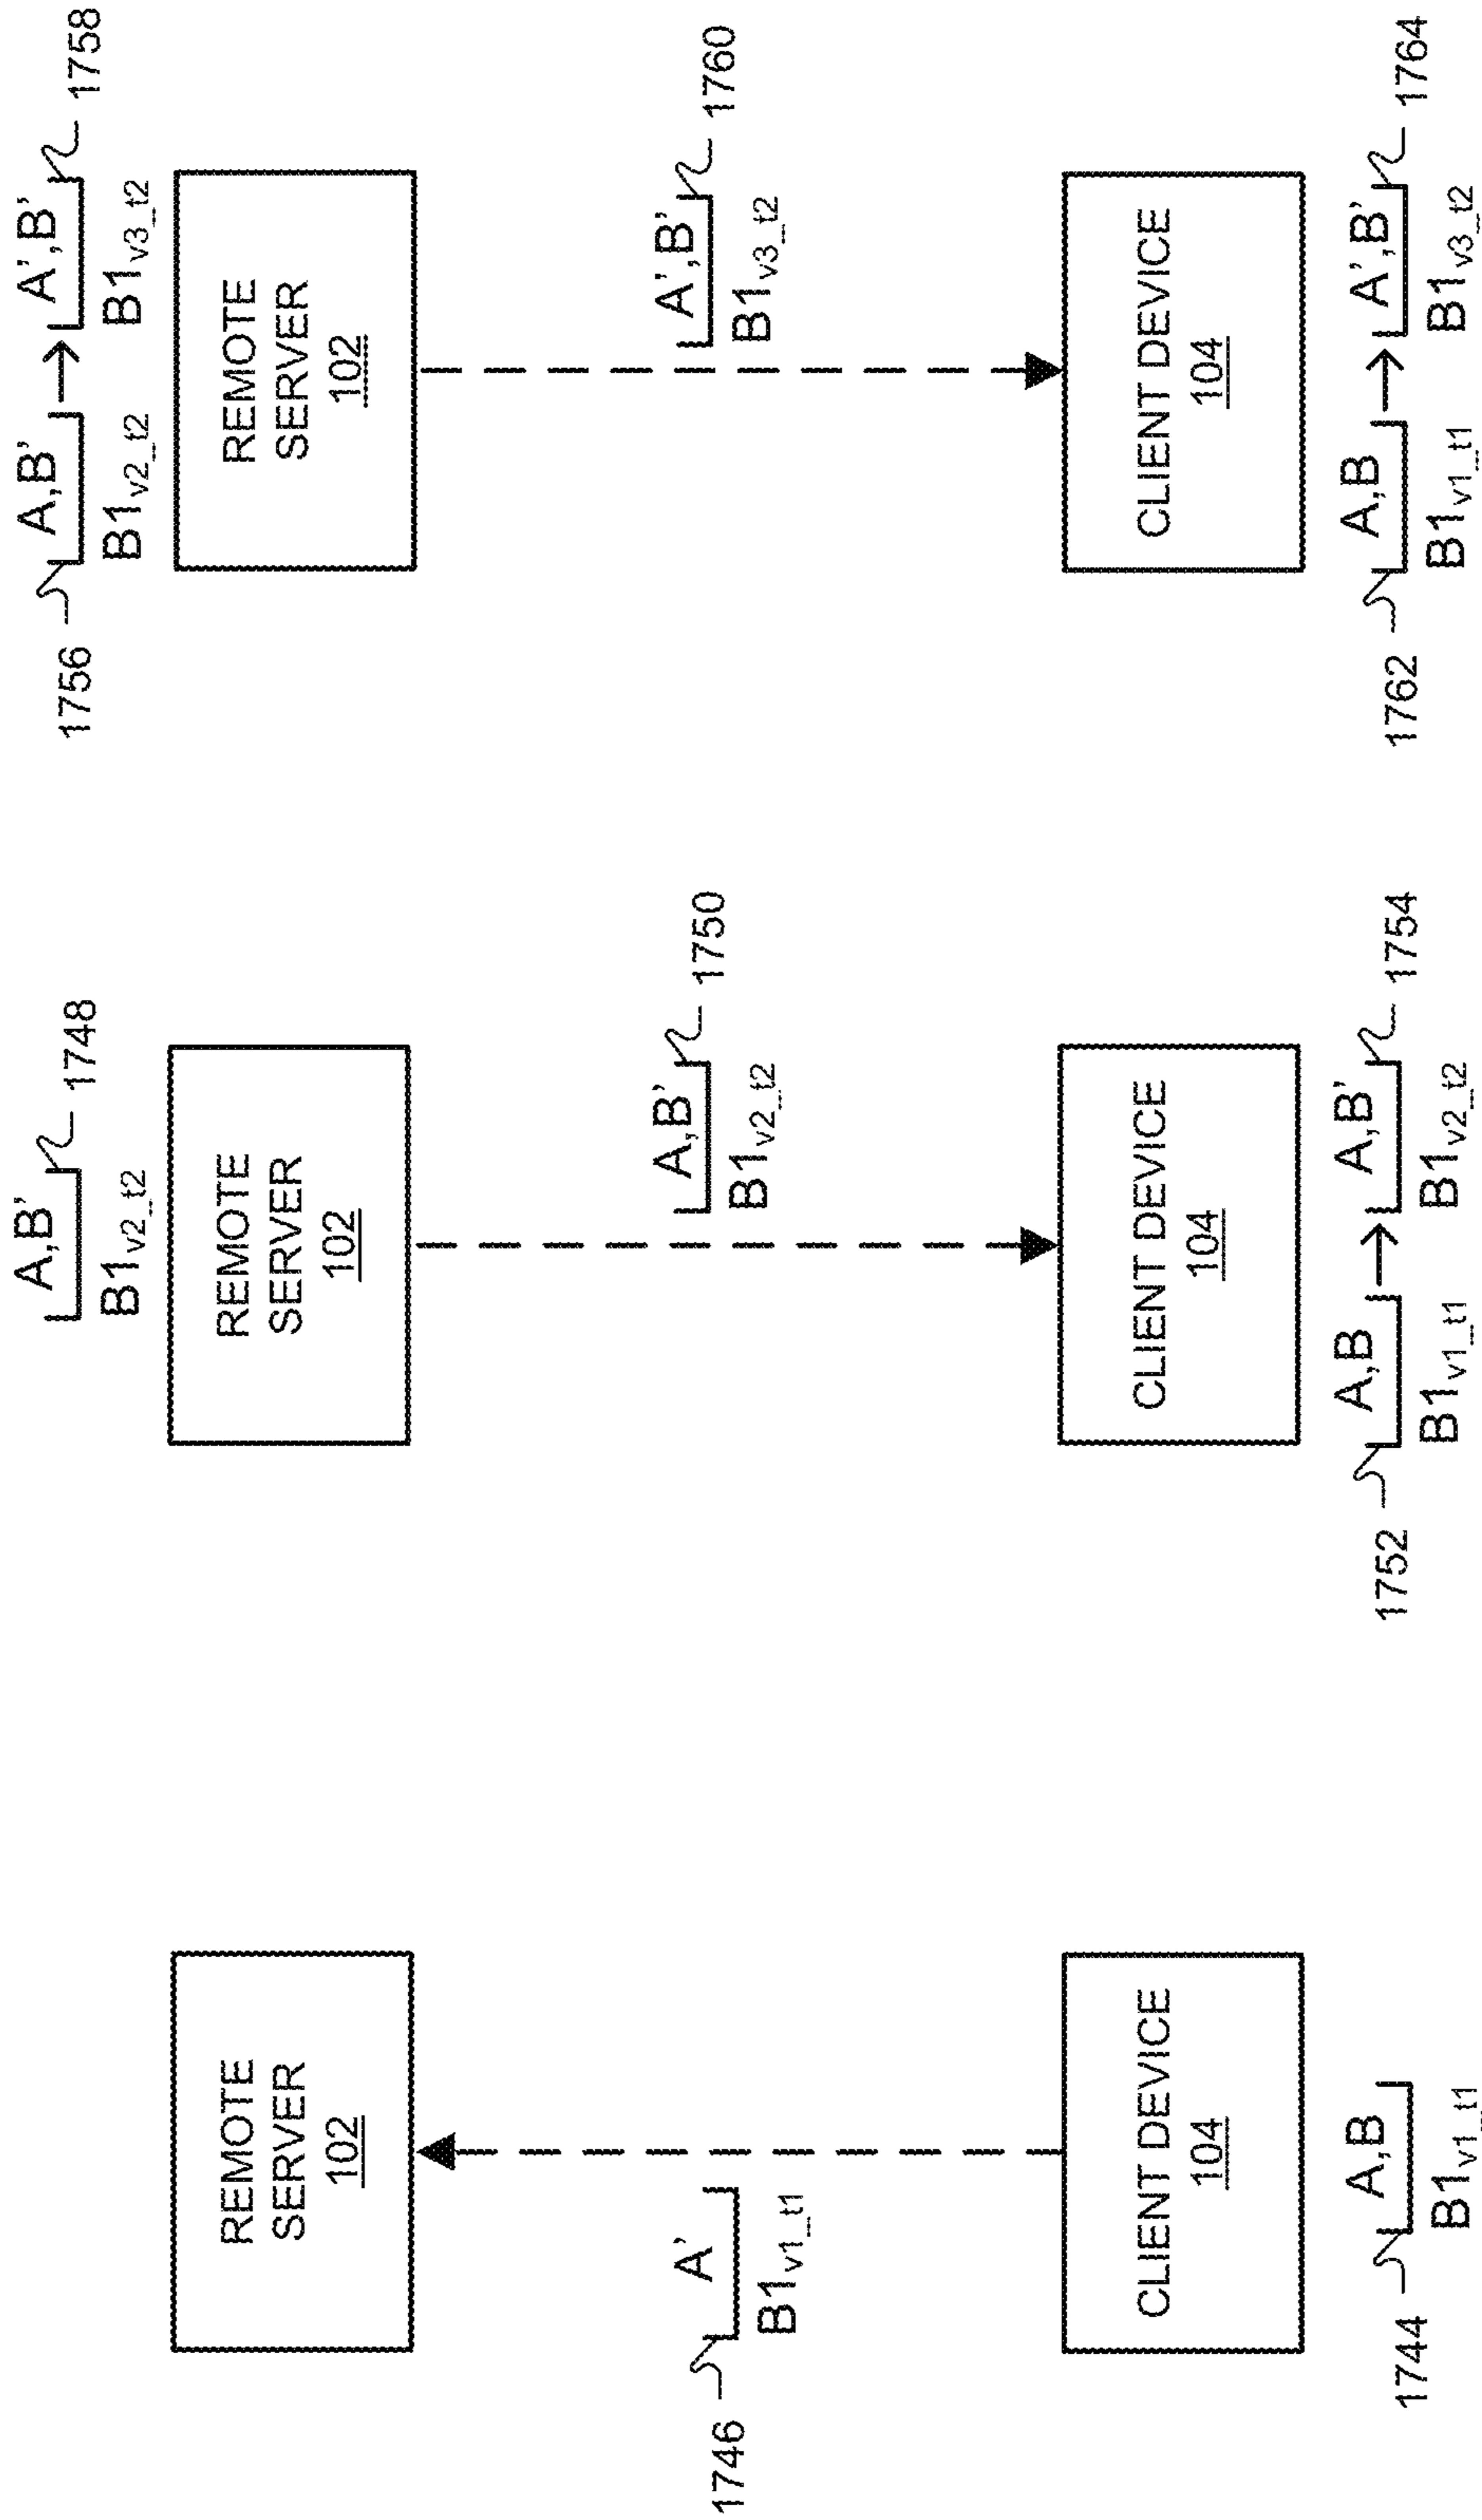 REMOTE
SERVER
102
1746
A'
B1v1_t1
CLIENT DEVICE
104
1744
A,B
B1v1_t1
A,B'
1748
B1v2_t2
REMOTE
SERVER
102
A,B'
1750
B1v2_t2
CLIENT DEVICE
104
1752
A,B → A,B'
1754
B1v1_t1
B1v2_t2
1756
A,B' → A',B'
1758
B1v2_t2
B1v3_t2
REMOTE
SERVER
102
A',B'
1760
B1v3_t2
CLIENT DEVICE
104
1762
A,B → A',B'
1764
B1v1_t1
B1v3_t2